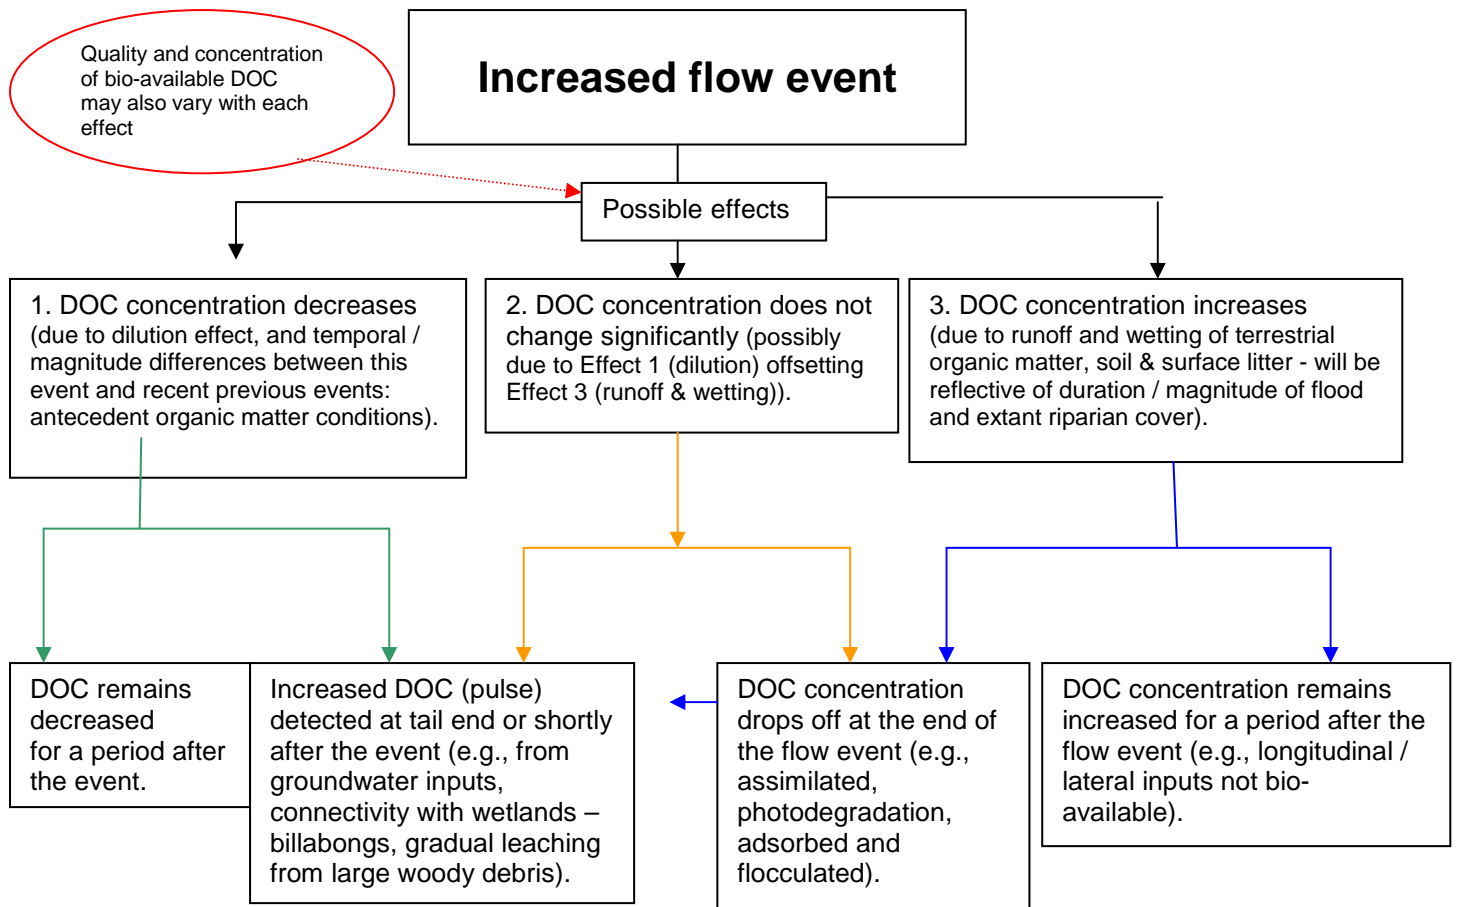 Quality and concentration
of bio-available DOC
may also vary with each
effect
Increased flow event
Possible effects
1. DOC concentration decreases
(due to dilution effect, and temporal /
magnitude differences between this
event and recent previous events:
antecedent organic matter conditions).
2. DOC concentration does not
change significantly (possibly
due to Effect 1 (dilution) offsetting
Effect 3 (runoff & wetting)).
3. DOC concentration increases
(due to runoff and wetting of terrestrial
organic matter, soil & surface litter - will be
reflective of duration / magnitude of flood
and extant riparian cover).
DOC remains
decreased
for a period after
the event.
Increased DOC (pulse)
detected at tail end or shortly
after the event (e.g., from
groundwater inputs,
connectivity with wetlands –
billabongs, gradual leaching
from large woody debris).
DOC concentration
drops off at the end of
the flow event (e.g.,
assimilated,
photodegradation,
adsorbed and
flocculated).
DOC concentration remains
increased for a period after the
flow event (e.g., longitudinal /
lateral inputs not bio-
available).